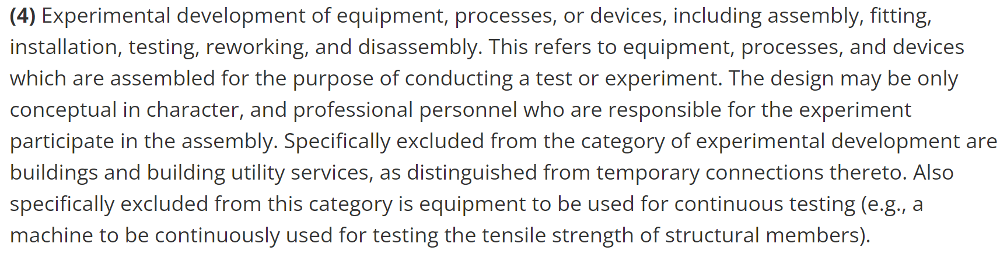 (4) Experimental development of equipment, processes, or devices, including assembly, fitting,
installation, testing, reworking, and disassembly. This refers to equipment, processes, and devices
which are assembled for the purpose of conducting a test or experiment. The design may be only
conceptual in character, and professional personnel who are responsible for the experiment
participate in the assembly. Specifically excluded from the category of experimental development are
buildings and building utility services, as distinguished from temporary connections thereto. Also
specifically excluded from this category is equipment to be used for continuous testing (e.g., a
machine to be continuously used for testing the tensile strength of structural members).